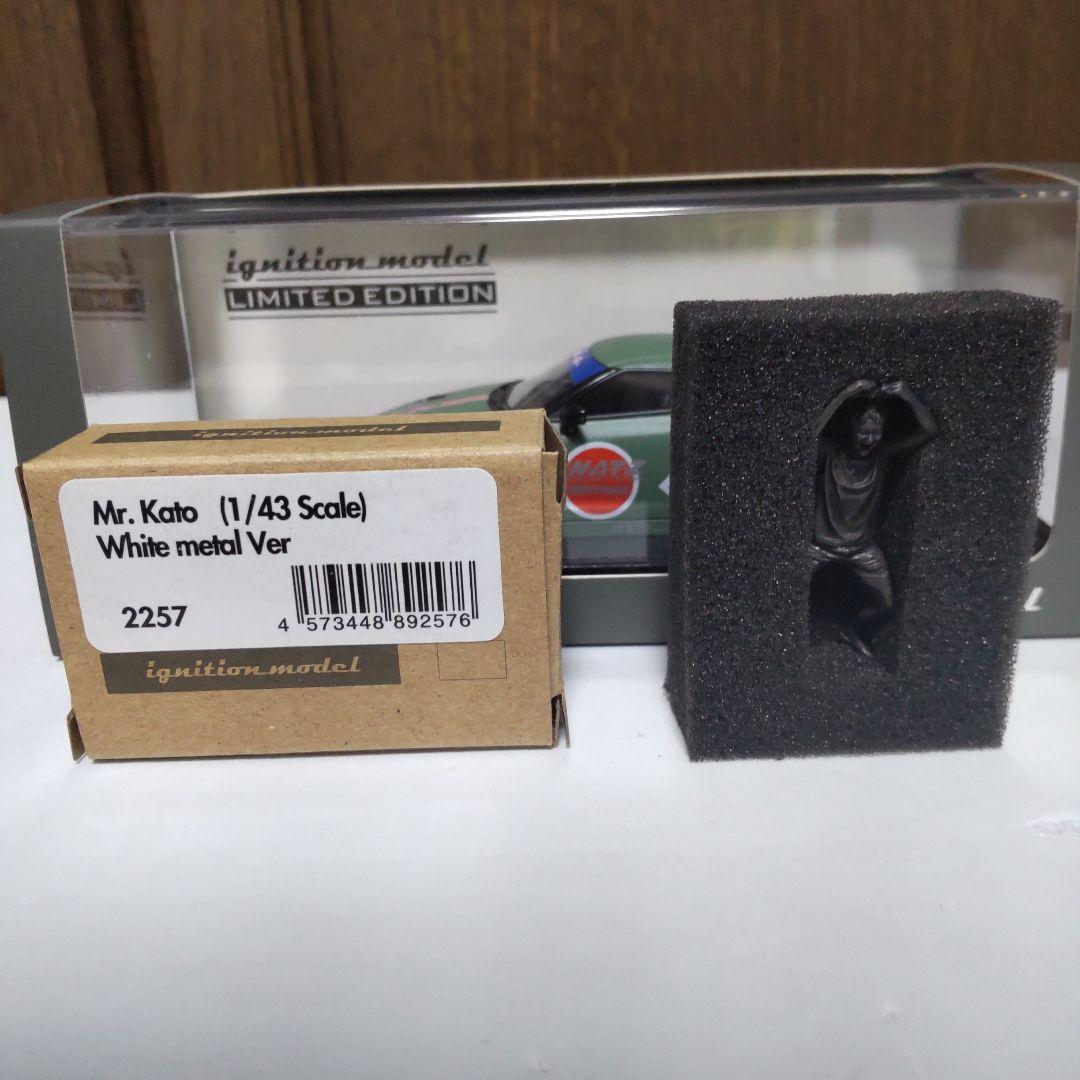 ignition model
LIMITED EDITION
ignition model
Mr. Kato (1/43 Scale)
White metal Ver
2257
4 573448 892576
ignition model
NATS
L